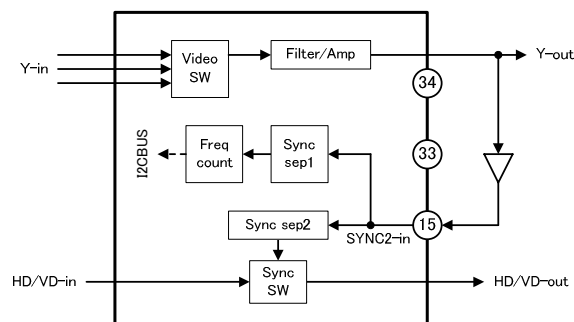 Y-in
Video
SW
Filter/Amp
Y-out
34
I2CBUS
Freq
count
Sync
sep1
33
Sync sep2
SYNC2-in
15
HD/VD-in
Sync
SW
HD/VD-out